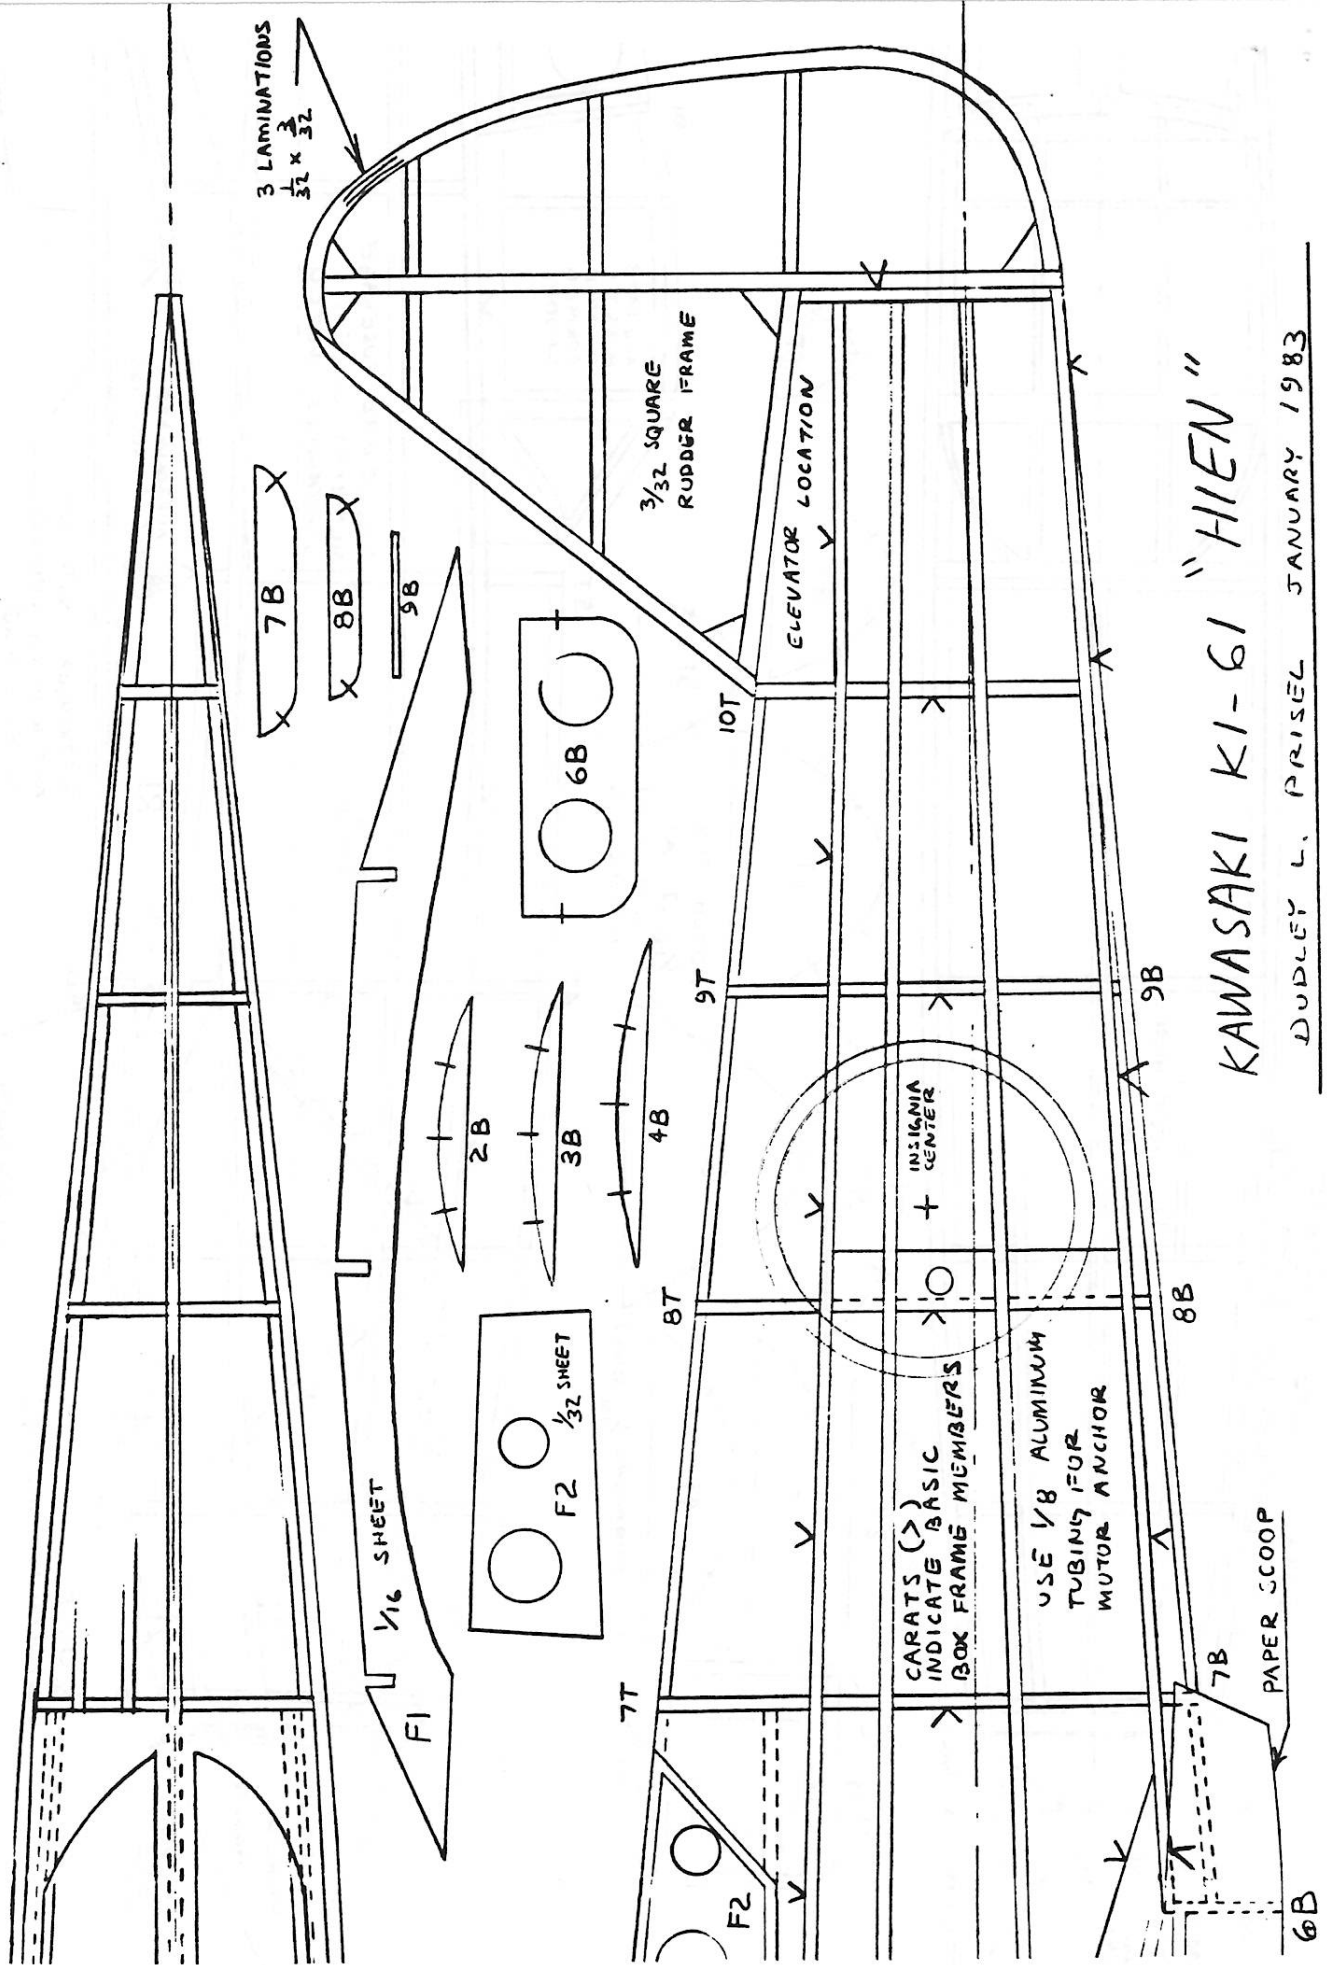 3 LAMINATIONS
1/32 x 3/32
7B
8B
9B
3/32 SQUARE
RUDDER FRAME
ELEVATOR LOCATION
6B
10T
2B
3B
4B
9T
9B
INSIGNIA
CENTER
8T
8B
1/32 SHEET
F2
1/16 SHEET
F1
7T
F2
CARATS (>)
INDICATE BASIC
BOX FRAME MEMBERS
USE 1/8 ALUMINUM
TUBING FOR
MOTOR ANCHOR
7B
PAPER SCOOP
6B
KAWASAKI KI-61 "HIEN"
DUDLEY L. PRISEL JANUARY 1983